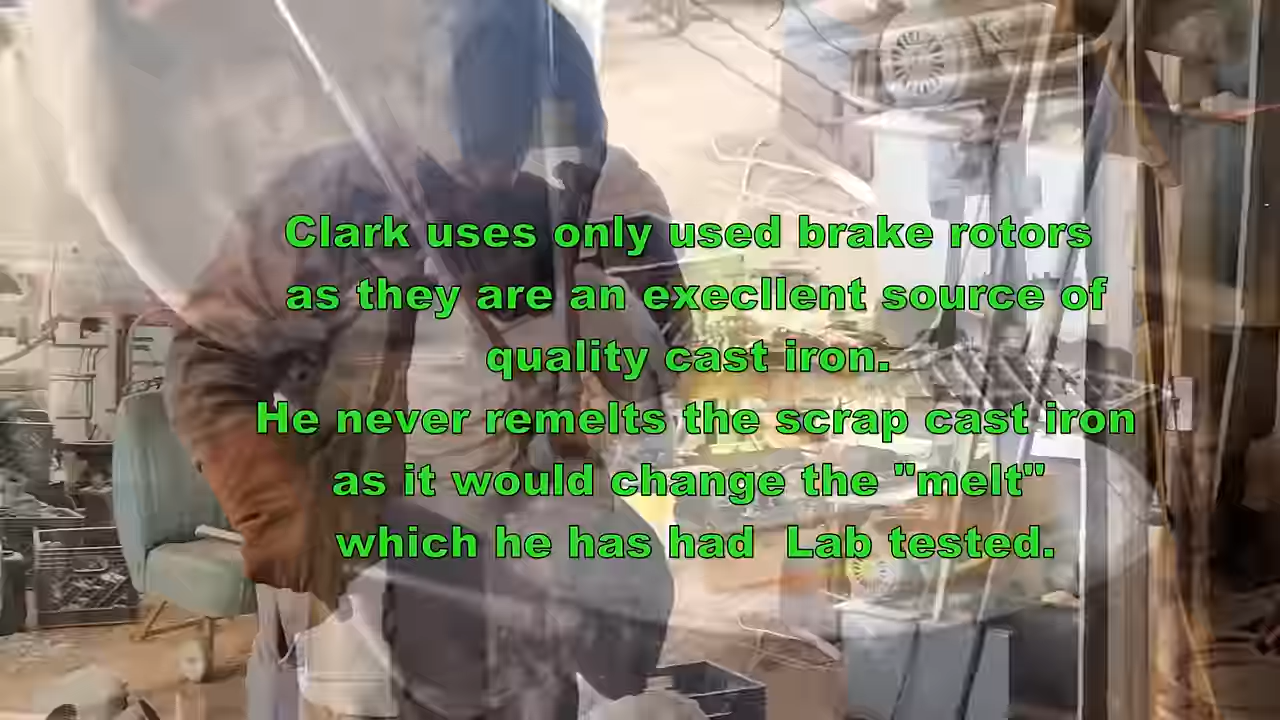 Clark uses only used brake rotors
as they are an execllent source of
quality cast iron.
He never remelts the scrap cast iron
as it would change the "melt"
which he has had  Lab tested.